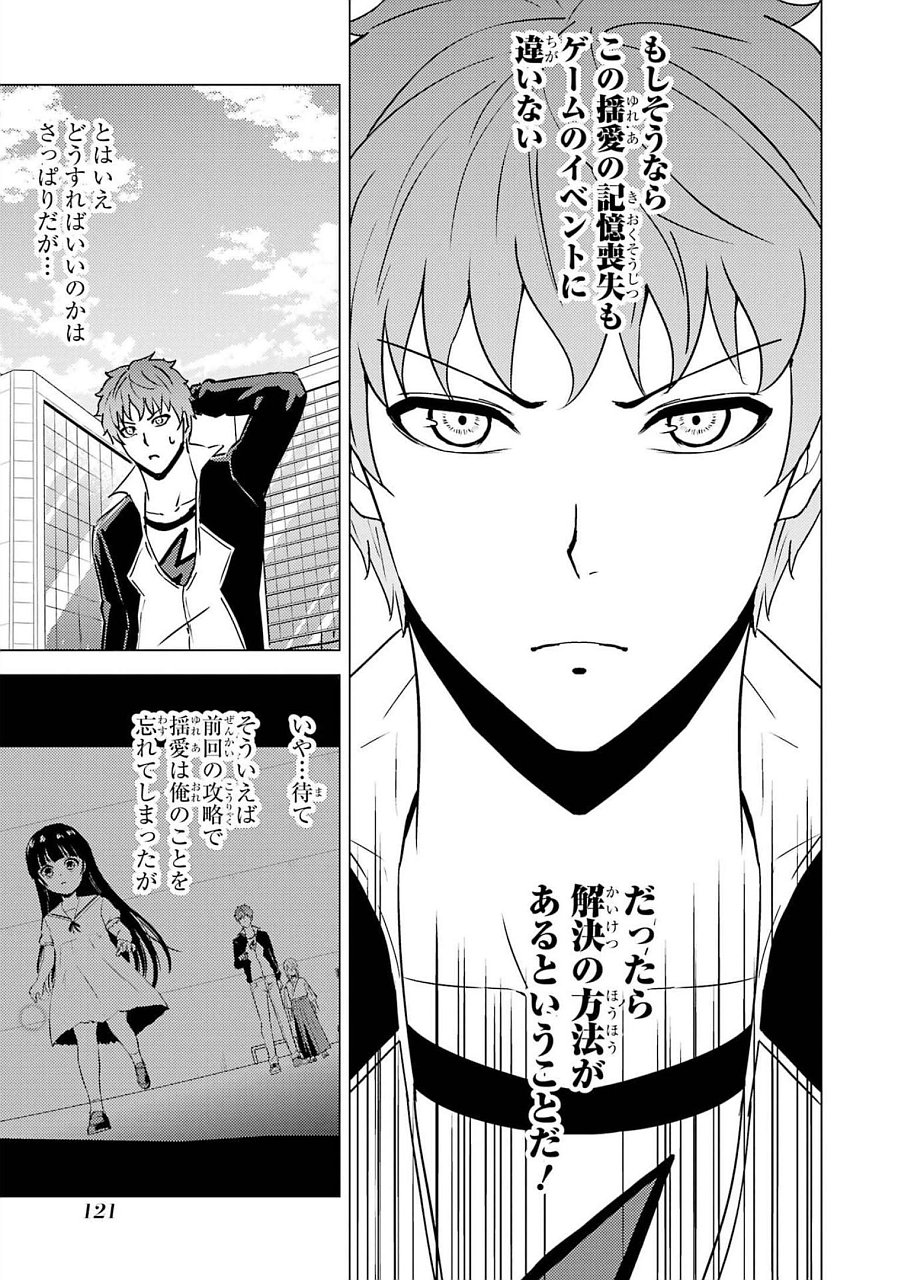 もしそうなら
この揺愛の記憶喪失も
ゲームのイベントに
違いない
だったら
解決の方法が
あるということだ!
とはいえ
どうすればいいのかは
さっぱりだが…
いや…待て
そういえば
前回の攻略で
揺愛は俺のことを
忘れてしまったが
121